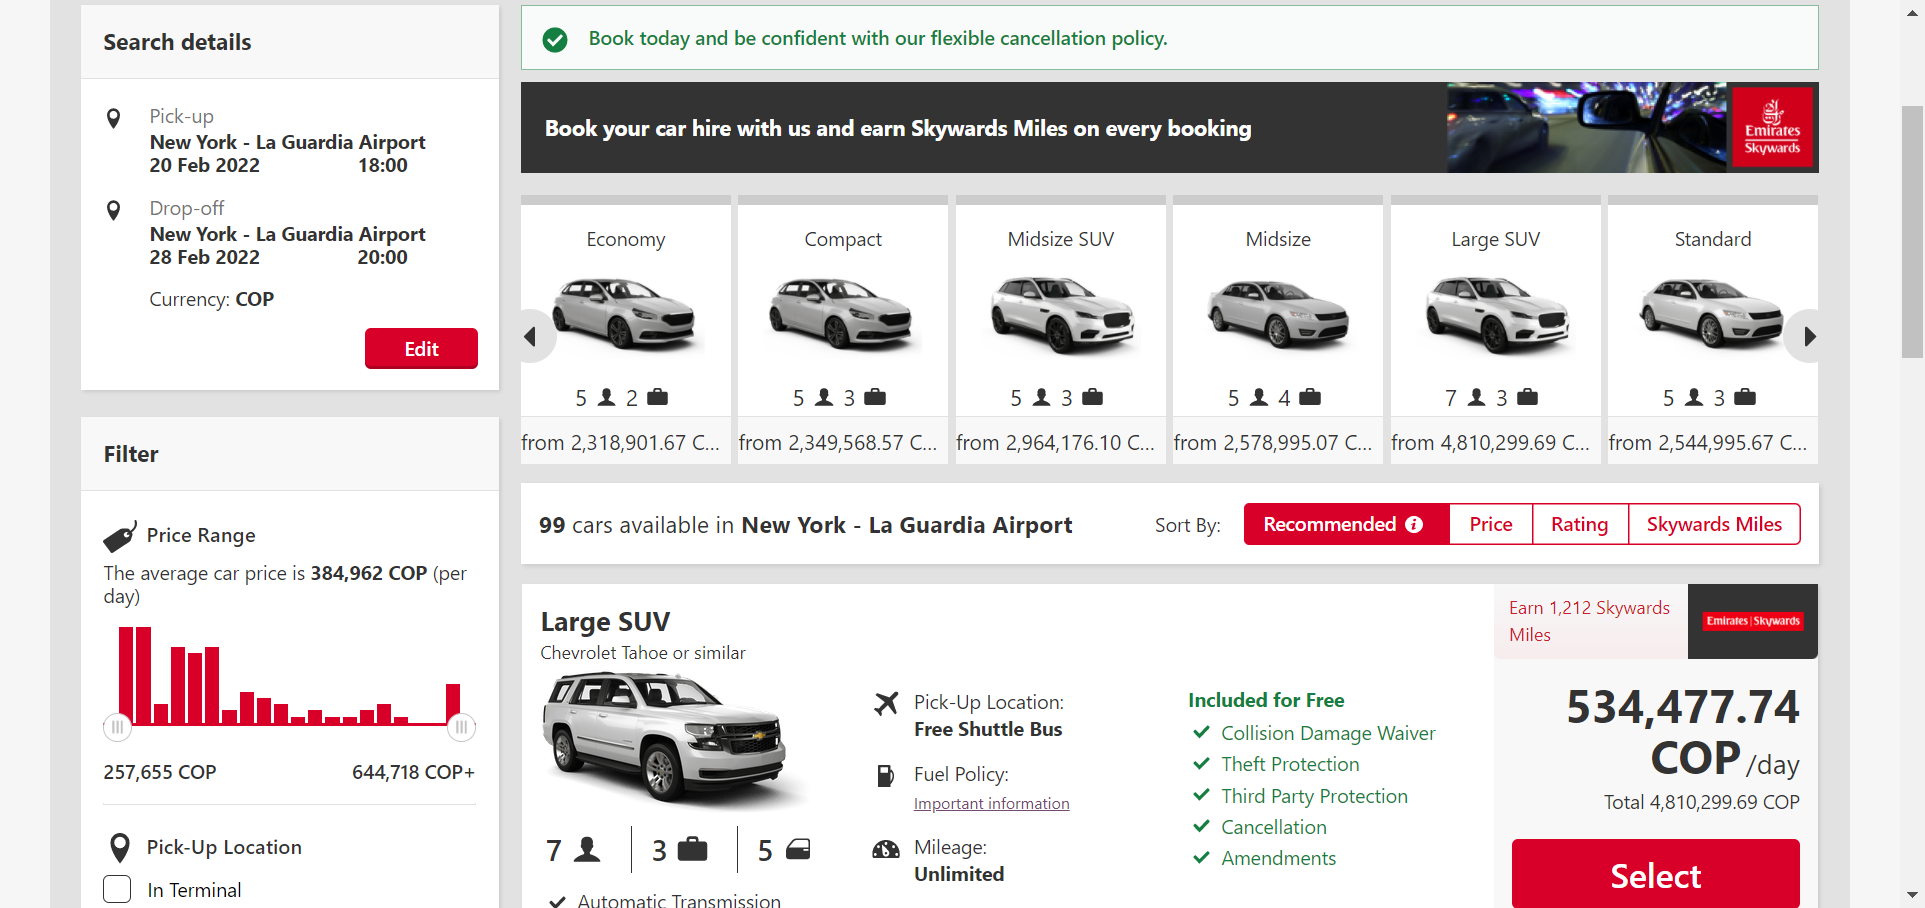 Search details
Pick-up
New York - La Guardia Airport
20 Feb 2022 18:00
Drop-off
New York - La Guardia Airport
28 Feb 2022 20:00
Currency: COP
Edit
Filter
Price Range
The average car price is 384,962 COP (per
day)
257,655 COP 644,718 COP+
Pick-Up Location
In Terminal
Book today and be confident with our flexible cancellation policy.
Book your car hire with us and earn Skywards Miles on every booking
Emirates
Skywards
Economy
5 2
from 2,318,901.67 C...
Compact
5 3
from 2,349,568.57 C...
Midsize SUV
5 3
from 2,964,176.10 C...
Midsize
5 4
from 2,578,995.07 C...
Large SUV
7 3
from 4,810,299.69 C...
Standard
5 3
from 2,544,995.67 C...
99 cars available in New York - La Guardia Airport
Sort By: Recommended i Price Rating Skywards Miles
Large SUV
Chevrolet Tahoe or similar
7 3 5
Automatic Transmission
Pick-Up Location:
Free Shuttle Bus
Fuel Policy:
Important information
Mileage:
Unlimited
Included for Free
Collision Damage Waiver
Theft Protection
Third Party Protection
Cancellation
Amendments
Earn 1,212 Skywards
Miles
Emirates | Skywards
534,477.74
COP /day
Total 4,810,299.69 COP
Select